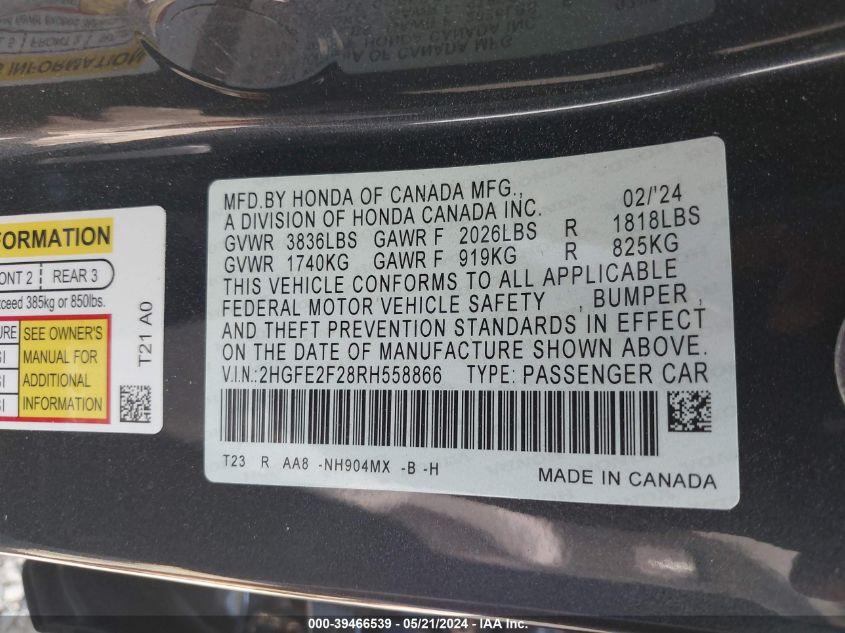 MFD.BY HONDA OF CANADA MFG., 02/'24
A DIVISION OF HONDA CANADA INC.
GVWR 3836LBS GAWR F 2026LBS R 1818LBS
GVWR 1740KG GAWR F 919KG R 825KG
THIS VEHICLE CONFORMS TO ALL APPLICABLE
FEDERAL MOTOR VEHICLE SAFETY , BUMPER ,
AND THEFT PREVENTION STANDARDS IN EFFECT
ON THE DATE OF MANUFACTURE SHOWN ABOVE.
V.I.N.:2HGFE2F28RH558866 TYPE: PASSENGER CAR
T23 R AA8 -NH904MX -B -H
MADE IN CANADA
REAR 3
385kg or 850lbs.
SEE OWNER'S
MANUAL FOR
ADDITIONAL
INFORMATION
T21 A0
000-39466539 - 05/21/2024 - IAA Inc.